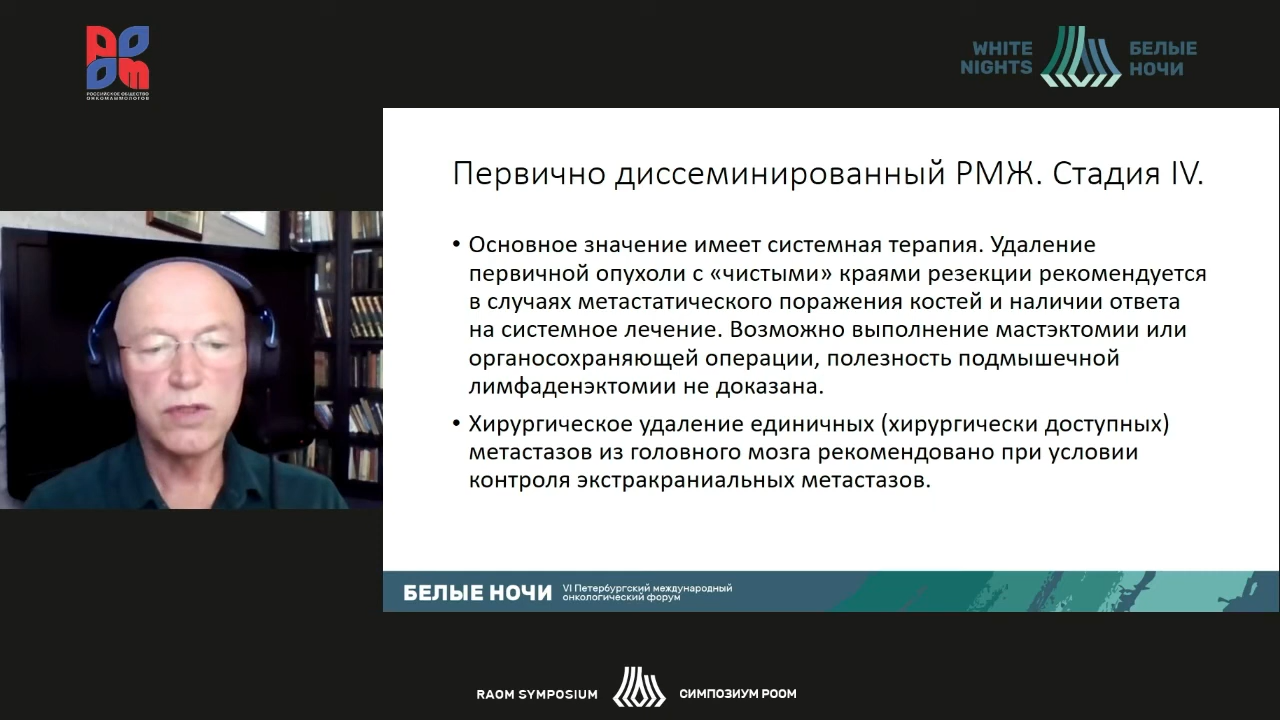 РОССИЙСКОЕ ОБЩЕСТВО
ОНКОМАММОЛОГОВ
WHITE
NIGHTS
БЕЛЫЕ
НОЧИ
Первично диссеминированный РМЖ. Стадия IV.
• Основное значение имеет системная терапия. Удаление
первичной опухоли с «чистыми» краями резекции рекомендуется
в случаях метастатического поражения костей и наличии ответа
на системное лечение. Возможно выполнение мастэктомии или
органосохраняющей операции, полезность подмышечной
лимфаденэктомии не доказана.
• Хирургическое удаление единичных (хирургически доступных)
метастазов из головного мозга рекомендовано при условии
контроля экстракраниальных метастазов.
БЕЛЫЕ НОЧИ
VI Петербургский международный
онкологический форум
RAOM SYMPOSIUM
СИМПОЗИУМ РООМ